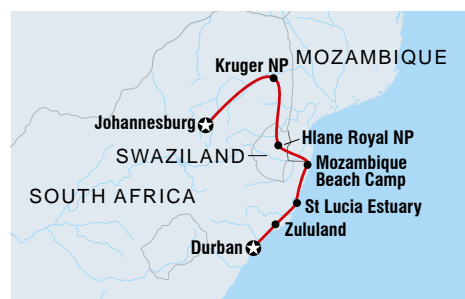 MOZAMBIQUE
Kruger NP
Johannesburg
Hlane Royal NP
SWAZILAND
Mozambique
Beach Camp
SOUTH AFRICA
St Lucia Estuary
Zululand
Durban